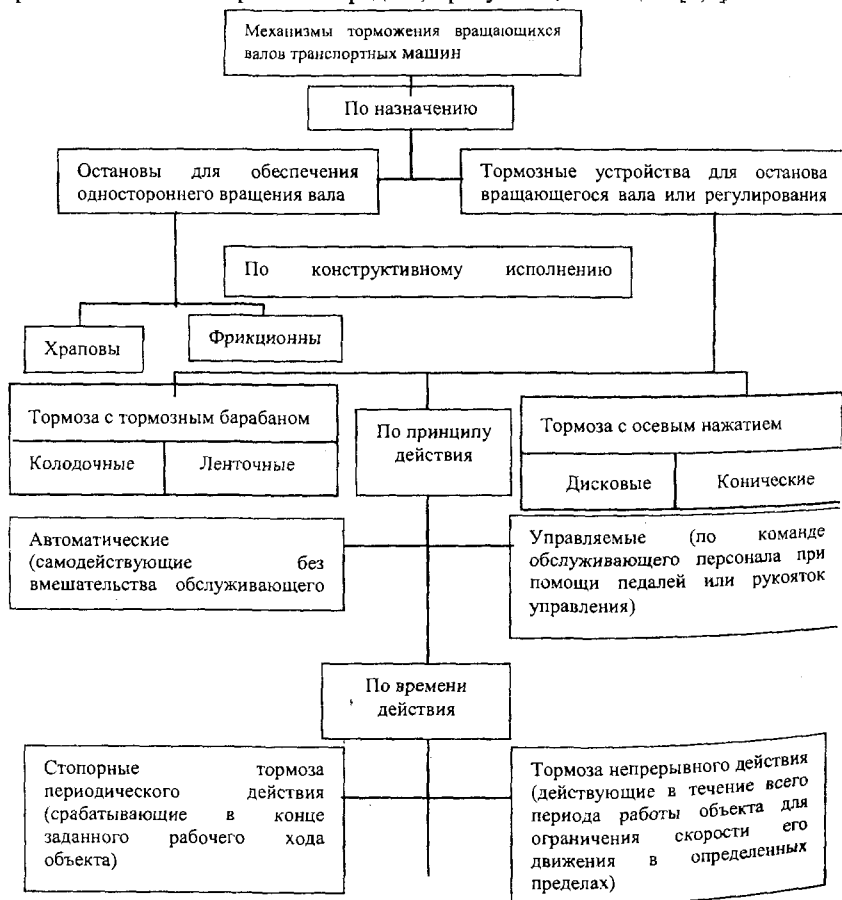 Механизмы торможения вращающихся
валов транспортных машин
По назначению
Остановы для обеспечения
одностороннего вращения вала
Тормозные устройства для останова
вращающегося вала или регулирования
По конструктивному исполнению
Храповы
Фрикционны
Тормоза с тормозным барабаном
Колодочные
Ленточные
По принципу
действия
Тормоза с осевым нажатием
Дисковые
Конические
Автоматические
(самодействующие без
вмешательства обслуживающего
Управляемые (по команде
обслуживающего персонала при
помощи педалей или рукояток
управления)
По времени
действия
Стопорные тормоза
периодического действия
(срабатывающие в конце
заданного рабочего хода
объекта)
Тормоза непрерывного действия
(действующие в течение всего
периода работы объекта для
ограничения скорости его
движения в определенных
пределах)